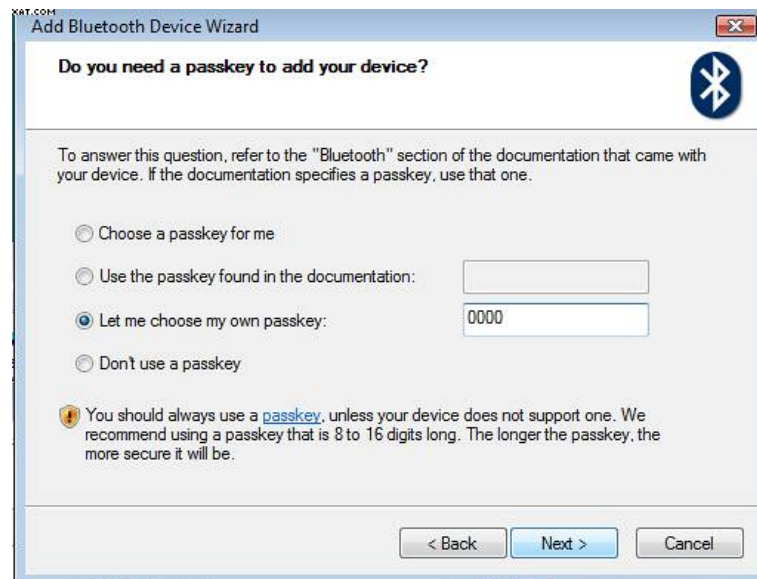 XAT.COM
Add Bluetooth Device Wizard
Do you need a passkey to add your device?
To answer this question, refer to the "Bluetooth" section of the documentation that came with
your device. If the documentation specifies a passkey, use that one.
Choose a passkey for me
Use the passkey found in the documentation:
Let me choose my own passkey: 0000
Don't use a passkey
You should always use a passkey, unless your device does not support one. We
recommend using a passkey that is 8 to 16 digits long. The longer the passkey, the
more secure it will be.
< Back Next > Cancel